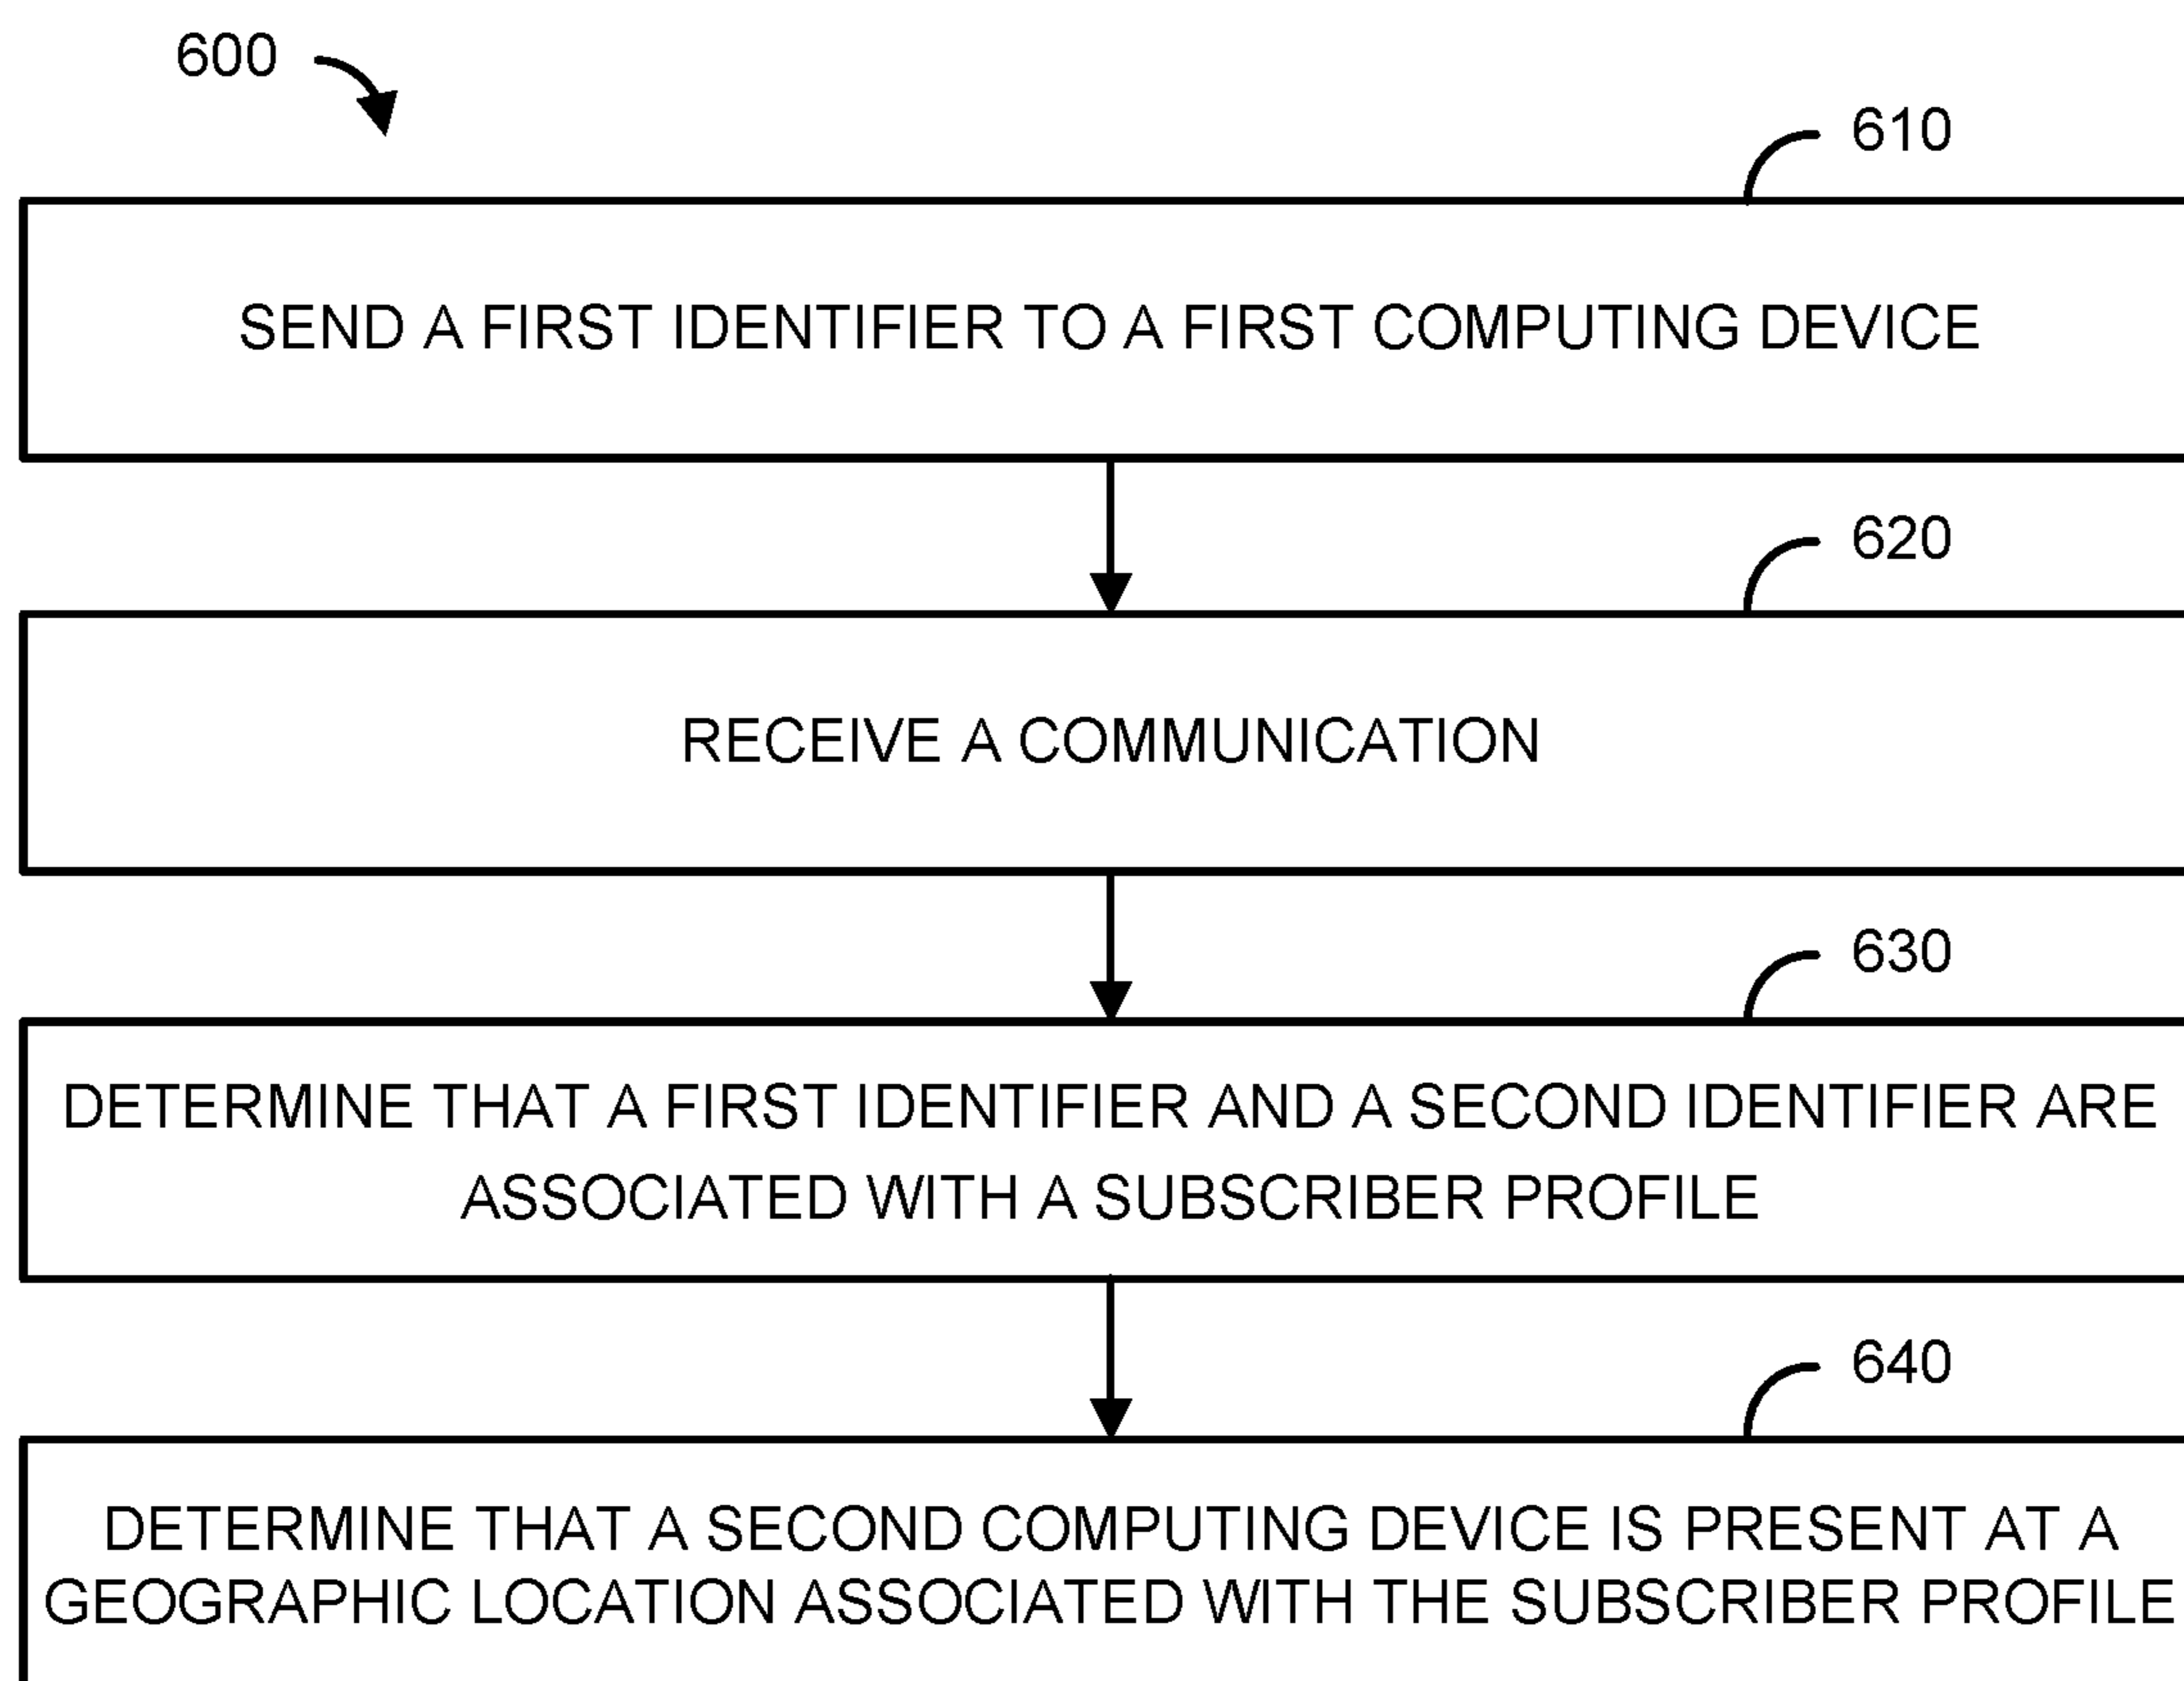 600
610
SEND A FIRST IDENTIFIER TO A FIRST COMPUTING DEVICE
620
RECEIVE A COMMUNICATION
630
DETERMINE THAT A FIRST IDENTIFIER AND A SECOND IDENTIFIER ARE
ASSOCIATED WITH A SUBSCRIBER PROFILE
640
DETERMINE THAT A SECOND COMPUTING DEVICE IS PRESENT AT A
GEOGRAPHIC LOCATION ASSOCIATED WITH THE SUBSCRIBER PROFILE